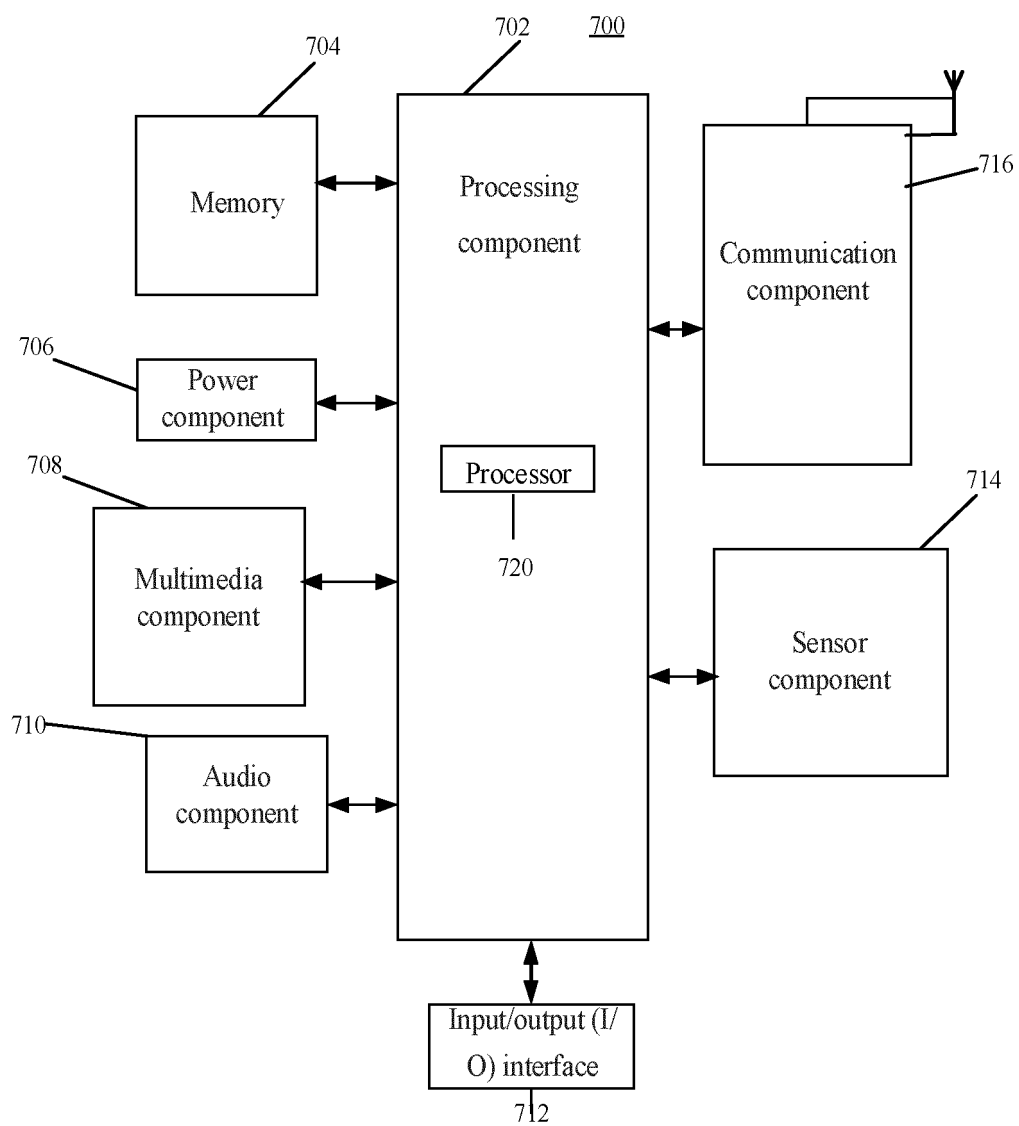 702
700
704
Memory
Processing
component
716
Communication
component
706
Power
component
708
Processor
714
720
Multimedia
component
Sensor
component
710
Audio
component
Input/output (I/
O) interface
712